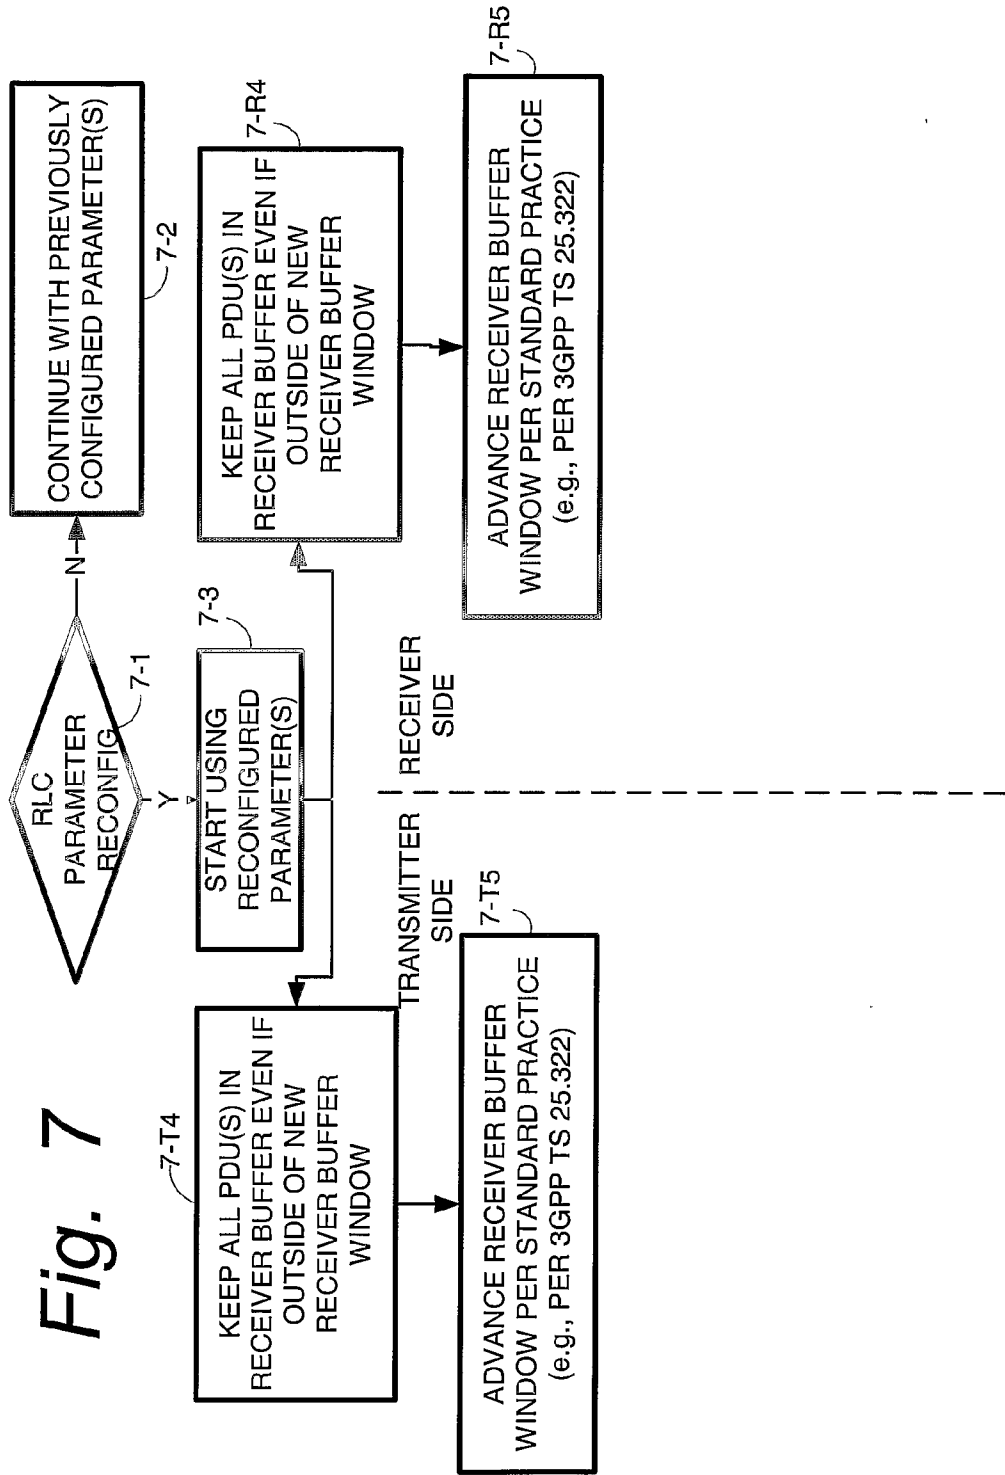 Fig. 7
RLC
PARAMETER
RECONFIG
7-1
N
CONTINUE WITH PREVIOUSLY
CONFIGURED PARAMETER(S)
7-2
Y
START USING
RECONFIGURED
PARAMETER(S)
7-3
7-T4
KEEP ALL PDU(S) IN
RECEIVER BUFFER EVEN IF
OUTSIDE OF NEW
RECEIVER BUFFER
WINDOW
KEEP ALL PDU(S) IN
RECEIVER BUFFER EVEN IF
OUTSIDE OF NEW
RECEIVER BUFFER
WINDOW
7-R4
TRANSMITTER
SIDE
RECEIVER
SIDE
7-T5
ADVANCE RECEIVER BUFFER
WINDOW PER STANDARD PRACTICE
(e.g., PER 3GPP TS 25.322)
7-R5
ADVANCE RECEIVER BUFFER
WINDOW PER STANDARD PRACTICE
(e.g., PER 3GPP TS 25.322)